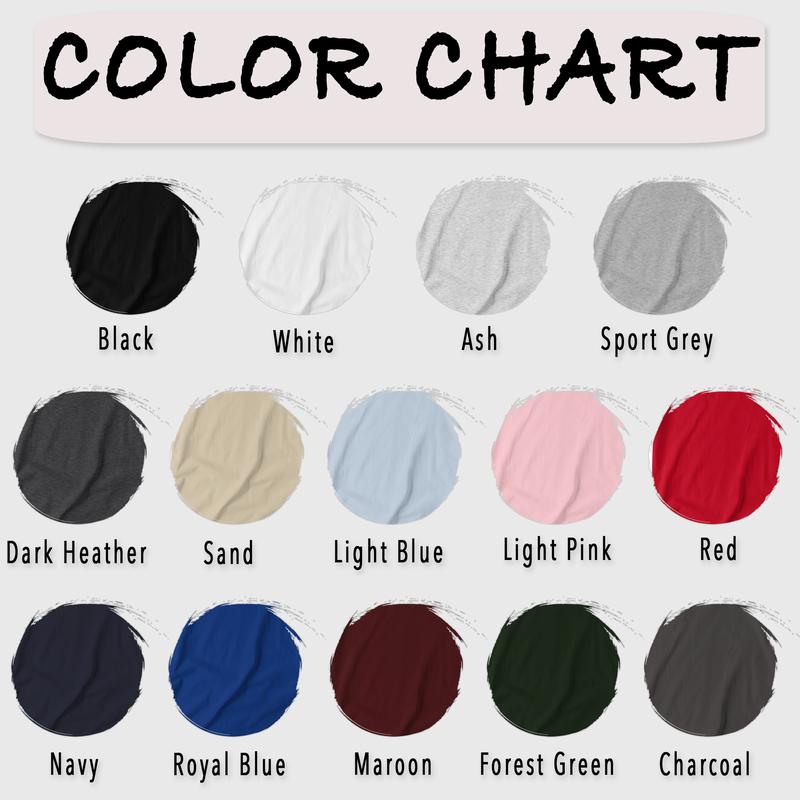 COLOR CHART
Black White Ash Sport Grey
Dark Heather Sand Light Blue Light Pink Red
Navy Royal Blue Maroon Forest Green Charcoal